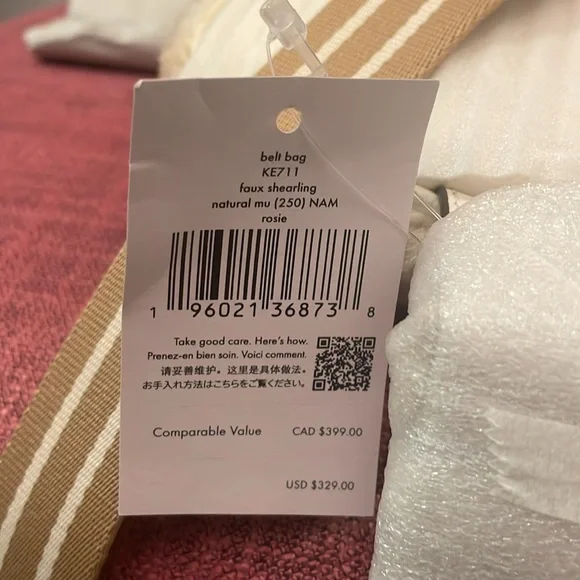 belt bag
KE711
faux shearling
natural mu (250) NAM
rosie
1 96021 36873 8
Take good care. Here's how.
Prenez-en bien soin. Voici comment.
请妥善维护。这里是具体做法。
お手入れ方法はこちらをご覧ください。
Comparable Value CAD $399.00
USD $329.00